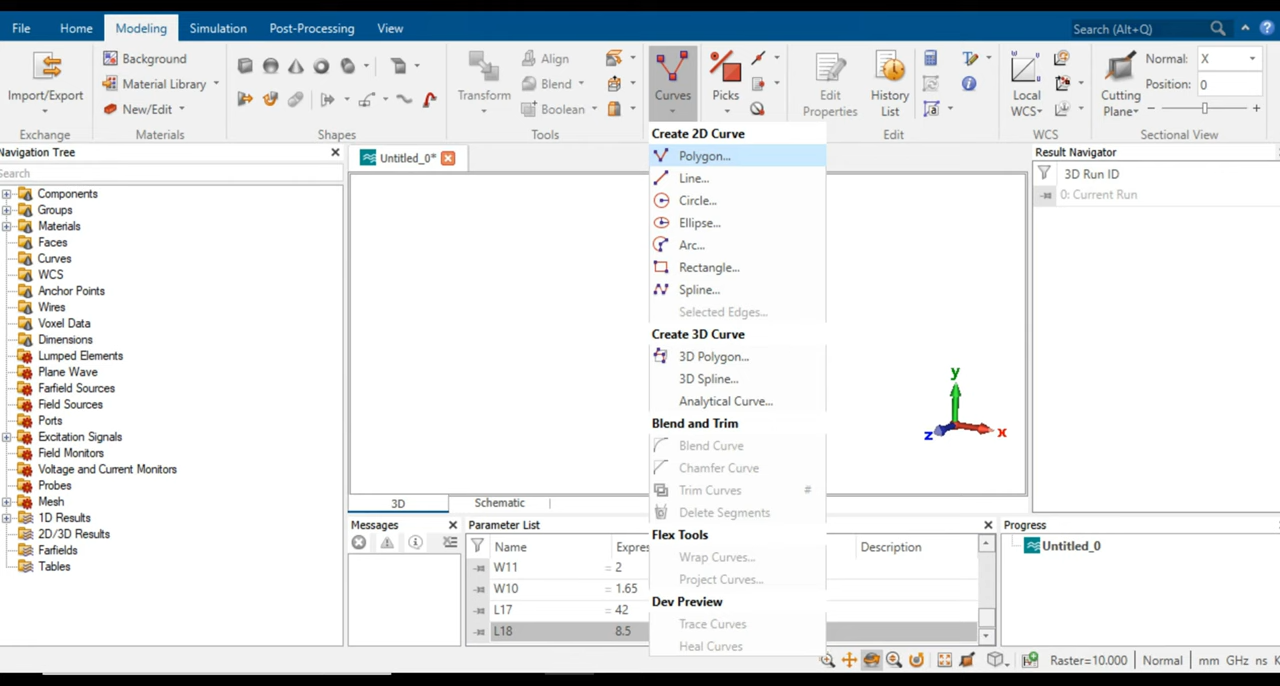 File Home Modeling Simulation Post-Processing View Search (Alt+Q)
Import/Export
Exchange
Background
Material Library
New/Edit
Materials
Shapes
Transform
Align
Blend
Boolean
Tools
Curves
Picks
Edit
Properties
History
List
Edit
Local
WCS
WCS
Cutting
Plane
Normal: X
Position: 0
Sectional View
Navigation Tree
Search
Components
Groups
Materials
Faces
Curves
WCS
Anchor Points
Wires
Voxel Data
Dimensions
Lumped Elements
Plane Wave
Farfield Sources
Field Sources
Ports
Excitation Signals
Field Monitors
Voltage and Current Monitors
Probes
Mesh
1D Results
2D/3D Results
Farfields
Tables
Untitled_0*
Create 2D Curve
Polygon...
Line...
Circle...
Ellipse...
Arc...
Rectangle...
Spline...
Selected Edges...
Create 3D Curve
3D Polygon...
3D Spline...
Analytical Curve...
Blend and Trim
Blend Curve
Chamfer Curve
Trim Curves #
Delete Segments
Flex Tools
Wrap Curves...
Project Curves...
Dev Preview
Trace Curves
Heal Curves
y
z
x
3D Schematic
Result Navigator
3D Run ID
0: Current Run
Messages
Parameter List
Name Expres Description
W11 = 2
W10 = 1.65
L17 = 42
L18 8.5
Progress
Untitled_0
Raster=10.000 Normal mm GHz ns K